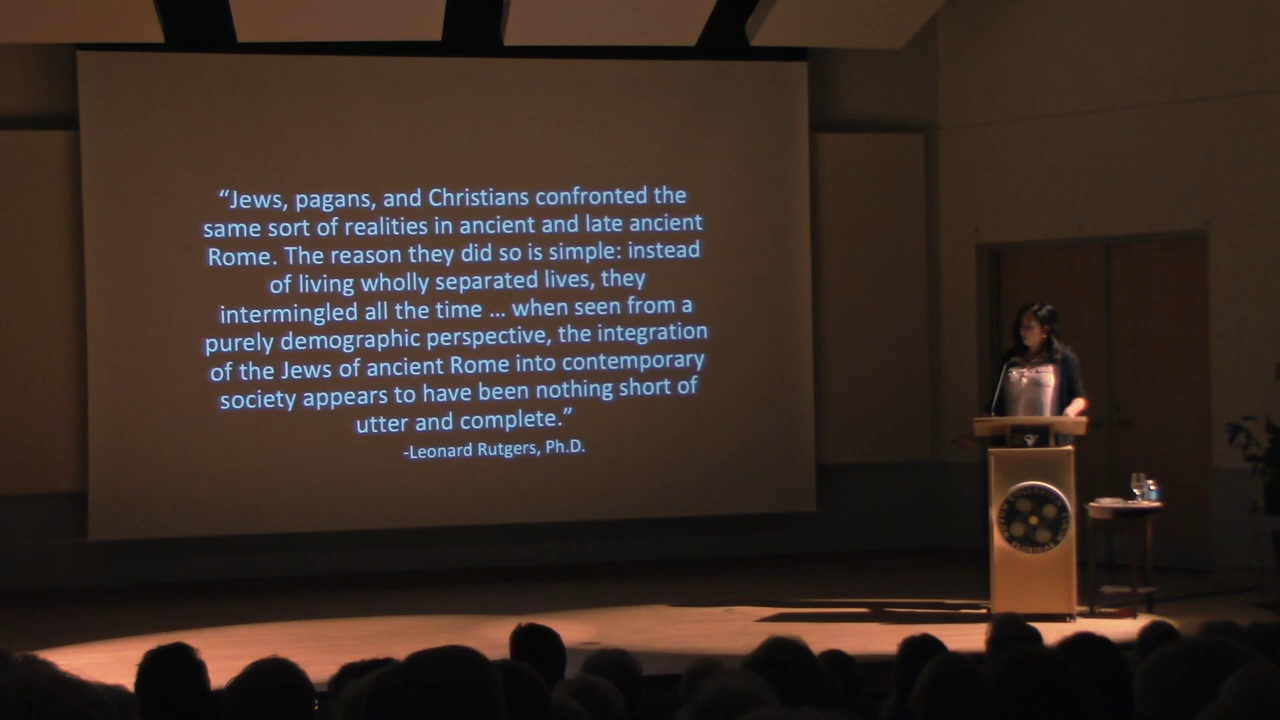 “Jews, pagans, and Christians confronted the
same sort of realities in ancient and late ancient
Rome. The reason they did so is simple: instead
of living wholly separated lives, they
intermingled all the time ... when seen from a
purely demographic perspective, the integration
of the Jews of ancient Rome into contemporary
society appears to have been nothing short of
utter and complete.”
-Leonard Rutgers, Ph.D.